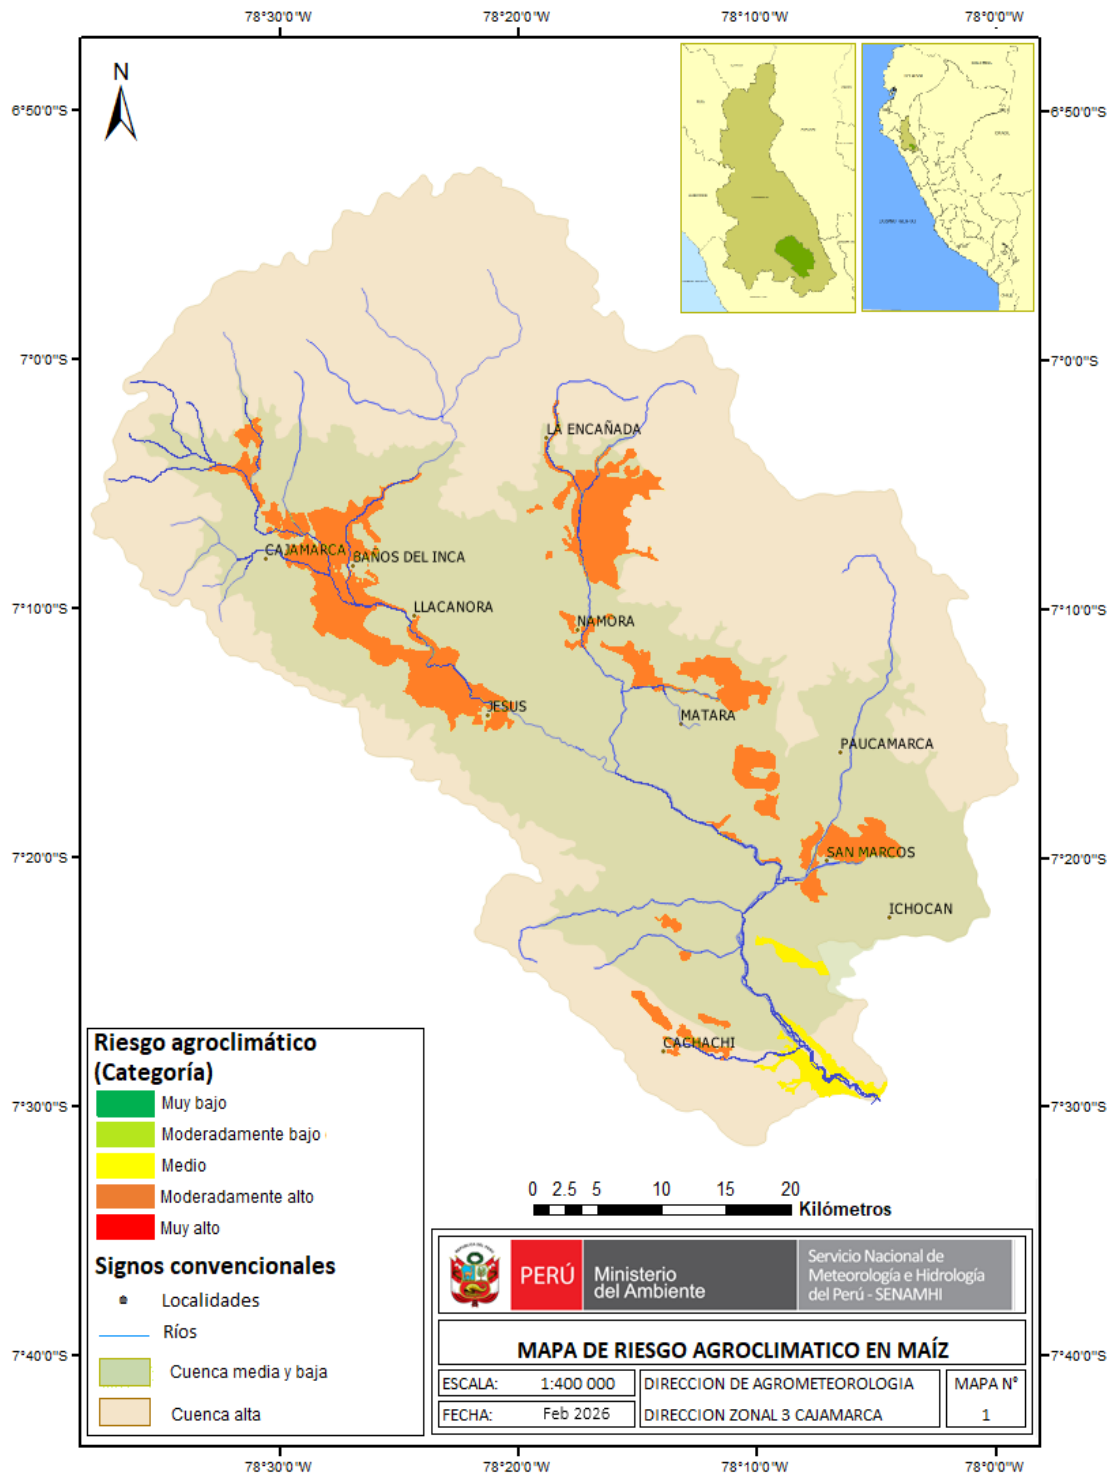 78°30'0"W
78°20'0"W
78°10'0"W
78°0'0"W
N
6°50'0"S
6°50'0"S
7°0'0"S
7°0'0"S
LA ENCAÑADA
CAJAMARCA
BAÑOS DEL INCA
7°10'0"S
7°10'0"S
LLACANORA
NAMORA
JESUS
MATARA
PAUCAMARCA
7°20'0"S
7°20'0"S
SAN MARCOS
ICHOCAN
CACHACHI
7°30'0"S
7°30'0"S
Riesgo agroclimático
(Categoría)
Muy bajo
Moderadamente bajo
Medio
Moderadamente alto
Muy alto
Signos convencionales
Localidades
Ríos
Cuenca media y baja
Cuenca alta
0 2.5 5 10 15 20
Kilómetros
PERÚ
Ministerio
del Ambiente
Servicio Nacional de
Meteorología e Hidrología
del Perú - SENAMHI
MAPA DE RIESGO AGROCLIMATICO EN MAÍZ
ESCALA: 1:400 000
DIRECCION DE AGROMETEOROLOGIA
MAPA N°
FECHA: Feb 2026
DIRECCION ZONAL 3 CAJAMARCA
1
7°40'0"S
7°40'0"S
78°30'0"W
78°20'0"W
78°10'0"W
78°0'0"W